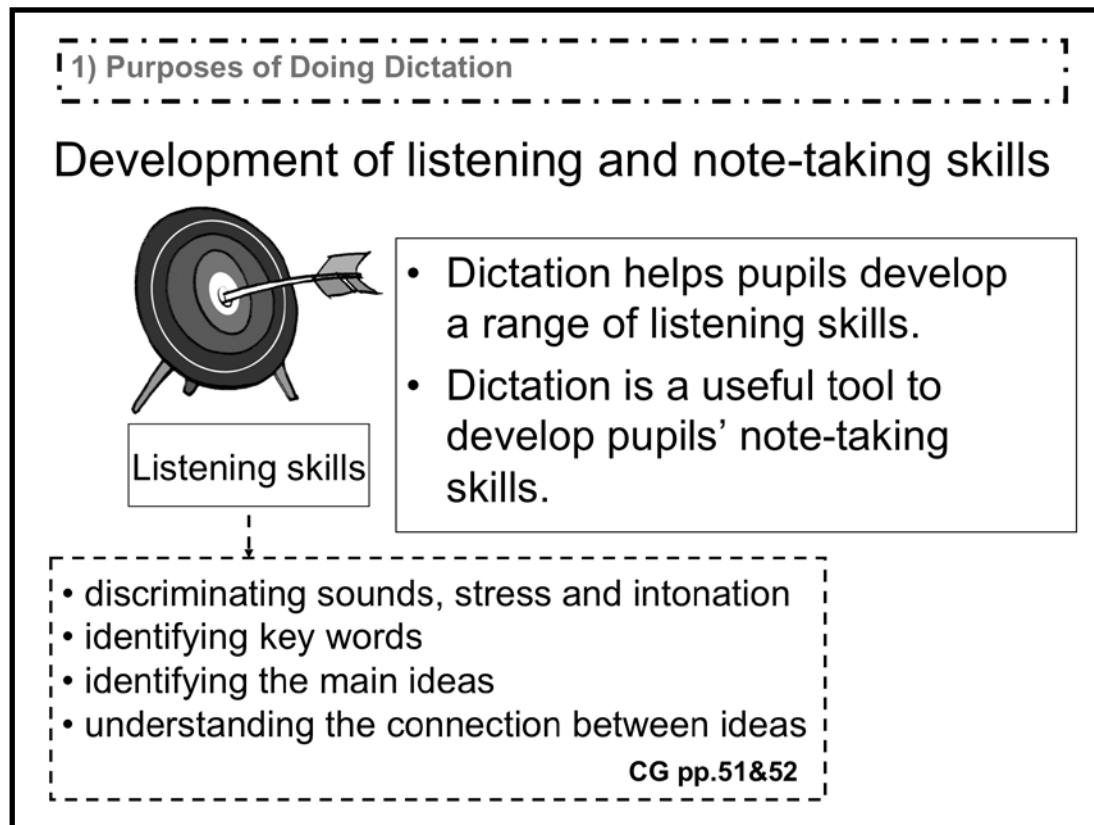 1) Purposes of Doing Dictation
Development of listening and note-taking skills
• Dictation helps pupils develop
a range of listening skills.
• Dictation is a useful tool to
develop pupils’ note-taking
skills.
Listening skills
• discriminating sounds, stress and intonation
• identifying key words
• identifying the main ideas
• understanding the connection between ideas
CG pp.51&52